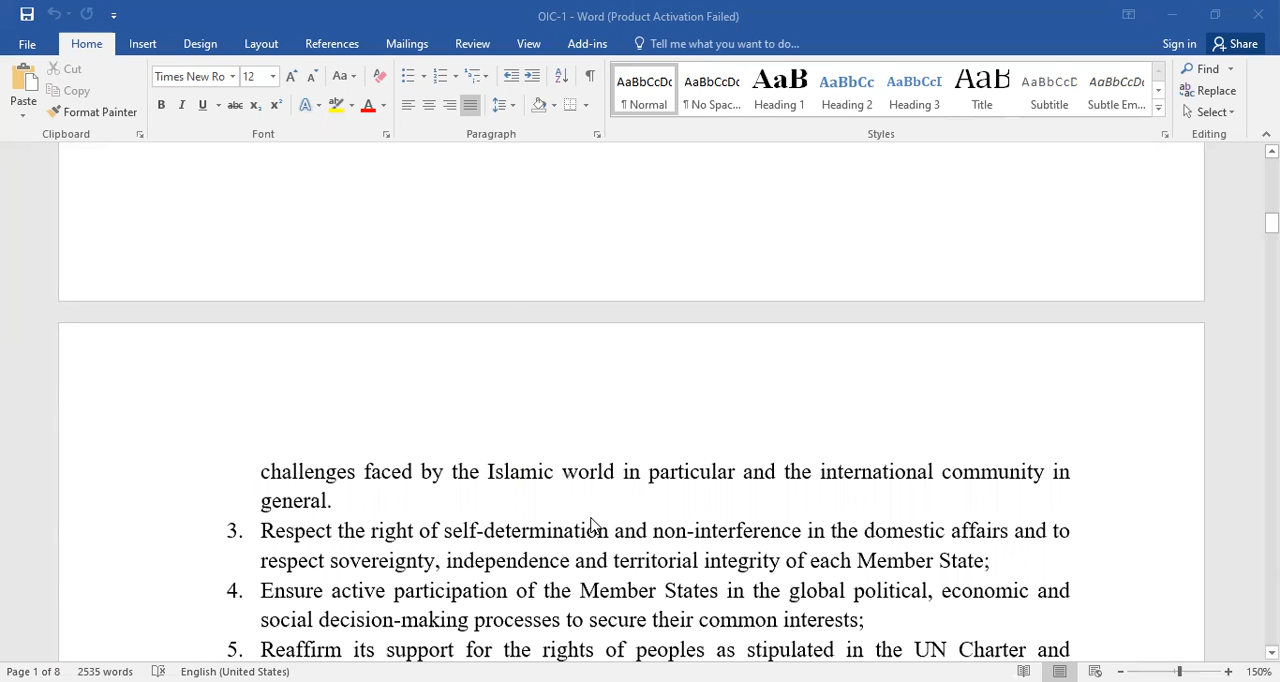 OIC-1 - Word (Product Activation Failed)
File Home Insert Design Layout References Mailings Review View Add-ins Tell me what you want to do... Sign in Share
Paste Cut Copy Format Painter
Clipboard
Times New Ro 12 Aa
B I U abc x₂ x² A A
Font
Paragraph
AaBbCcDc AaBbCcDc AaB AaBbCc AaBbCcI AaB AaBbCcD AaBbCcDc
¶ Normal ¶ No Spac... Heading 1 Heading 2 Heading 3 Title Subtitle Subtle Em...
Styles
Find
Replace
Select
Editing
challenges faced by the Islamic world in particular and the international community in
general.
3. Respect the right of self-determination and non-interference in the domestic affairs and to
respect sovereignty, independence and territorial integrity of each Member State;
4. Ensure active participation of the Member States in the global political, economic and
social decision-making processes to secure their common interests;
5. Reaffirm its support for the rights of peoples as stipulated in the UN Charter and
Page 1 of 8 2535 words English (United States) 150%